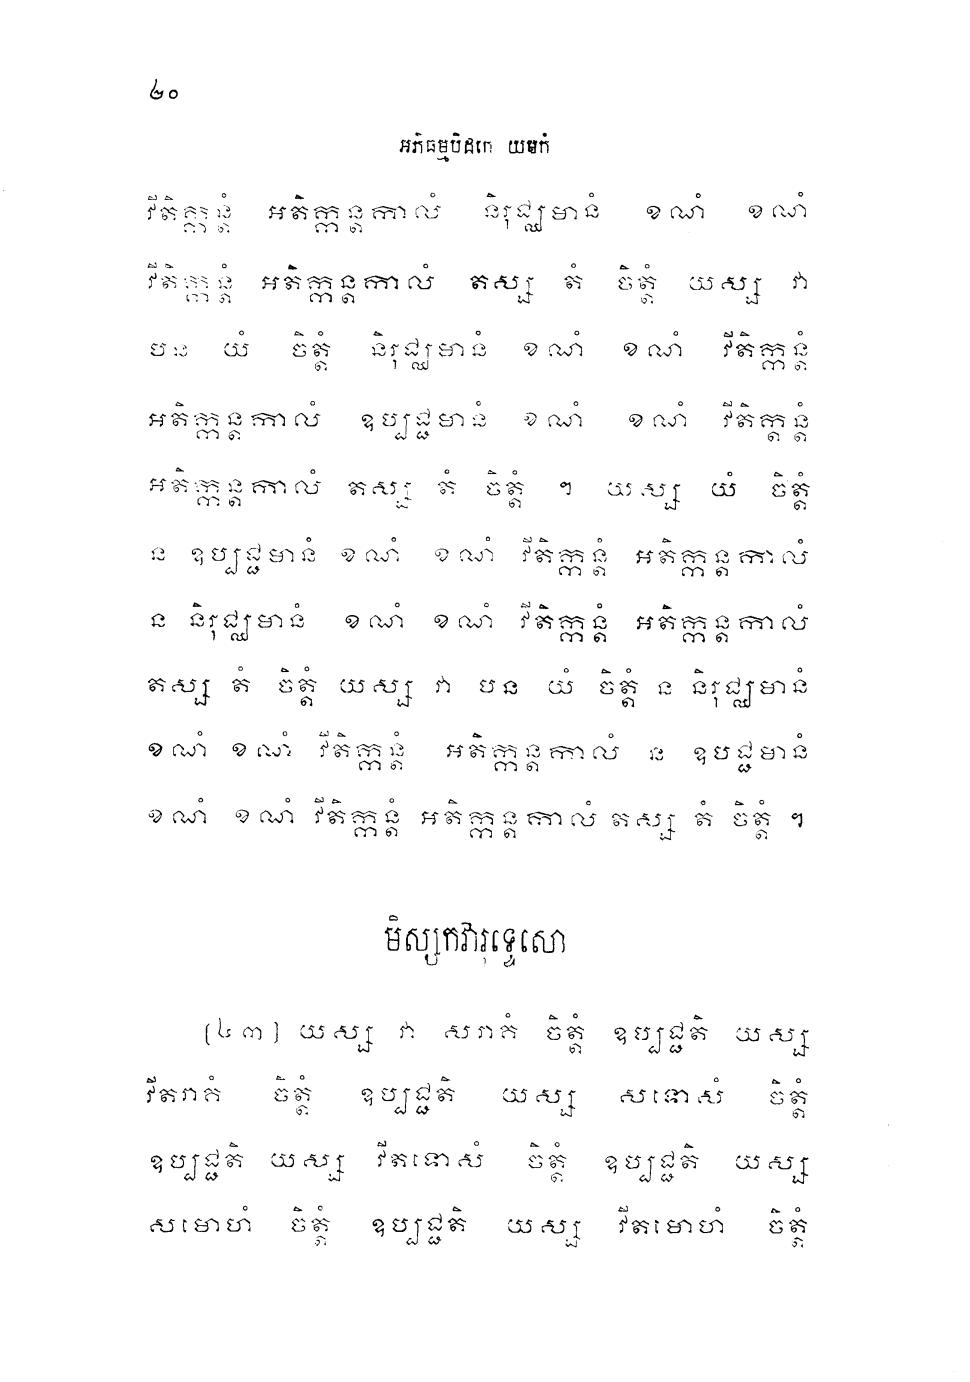 ៤០
អភិធម្មបិដកេ យមកំ
វីតិក្កន្តំ អតិក្កន្តកាលំ និរុជ្ឈមានំ ខណំ ខណំ
វីតិក្កន្តំ អតិក្កន្តកាលំ តស្ស តំ ចិត្តំ យស្ស វា
បន យំ ចិត្តំ និរុជ្ឈមានំ ខណំ ខណំ វីតិក្កន្តំ
អតិក្កន្តកាលំ ឧប្បជ្ជមានំ ខណំ ខណំ វីតិក្កន្តំ
អតិក្កន្តកាលំ តស្ស តំ ចិត្តំ ។ យស្ស យំ ចិត្តំ
ន ឧប្បជ្ជមានំ ខណំ ខណំ វីតិក្កន្តំ អតិក្កន្តកាលំ
ន និរុជ្ឈមានំ ខណំ ខណំ វីតិក្កន្តំ អតិក្កន្តកាលំ
តស្ស តំ ចិត្តំ យស្ស វា បន យំ ចិត្តំ ន និរុជ្ឈមានំ
ខណំ ខណំ វីតិក្កន្តំ អតិក្កន្តកាលំ ន ឧបជ្ជមានំ
ខណំ ខណំ វីតិក្កន្តំ អតិក្កន្តកាលំ តស្ស តំ ចិត្តំ ។
មិស្សកវារុទ្ទេសោ
(៤៣) យស្ស វា សរាគំ ចិត្តំ ឧប្បជ្ជតិ យស្ស
វីតរាគំ ចិត្តំ ឧប្បជ្ជតិ យស្ស សទោសំ ចិត្តំ
ឧប្បជ្ជតិ យស្ស វីតទោសំ ចិត្តំ ឧប្បជ្ជតិ យស្ស
សមោហំ ចិត្តំ ឧប្បជ្ជតិ យស្ស វីតមោហំ ចិត្តំ